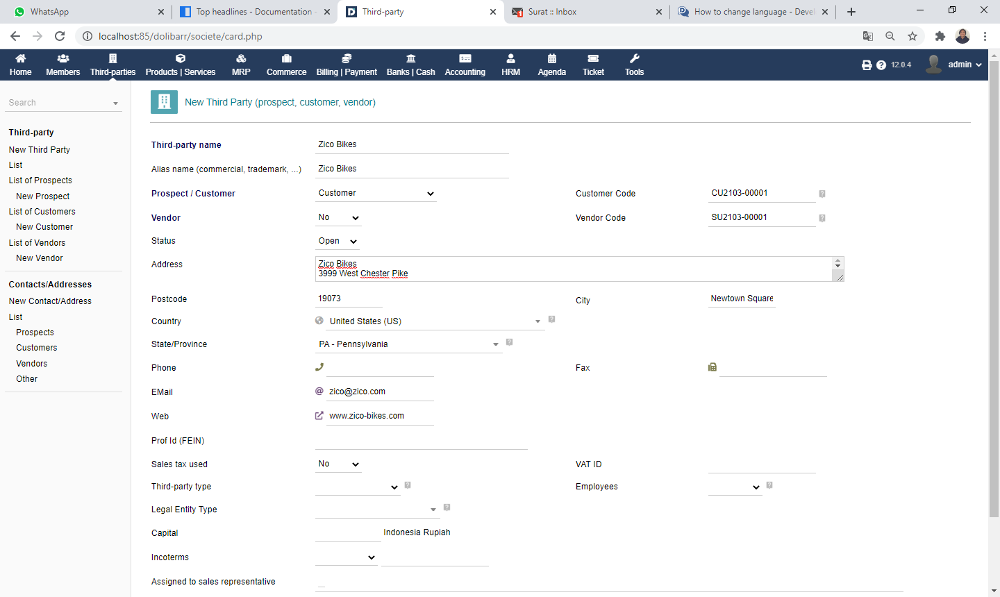 WhatsApp
Top headlines - Documentation -
Third-party
Surat :: Inbox
How to change language - Devel
localhost:85/dolibarr/societe/card.php
Home
Members
Third-parties
Products | Services
MRP
Commerce
Billing | Payment
Banks | Cash
Accounting
HRM
Agenda
Ticket
Tools
12.0.4
admin
Search
Third-party
New Third Party
List
List of Prospects
New Prospect
List of Customers
New Customer
List of Vendors
New Vendor
Contacts/Addresses
New Contact/Address
List
Prospects
Customers
Vendors
Other
New Third Party (prospect, customer, vendor)
Third-party name Zico Bikes
Alias name (commercial, trademark, ...) Zico Bikes
Prospect / Customer Customer Customer Code CU2103-00001
Vendor No Vendor Code SU2103-00001
Status Open
Address Zico Bikes
3999 West Chester Pike
Postcode 19073 City Newtown Square
Country United States (US)
State/Province PA - Pennsylvania
Phone Fax
EMail zico@zico.com
Web www.zico-bikes.com
Prof Id (FEIN)
Sales tax used No VAT ID
Third-party type Employees
Legal Entity Type
Capital Indonesia Rupiah
Incoterms
Assigned to sales representative